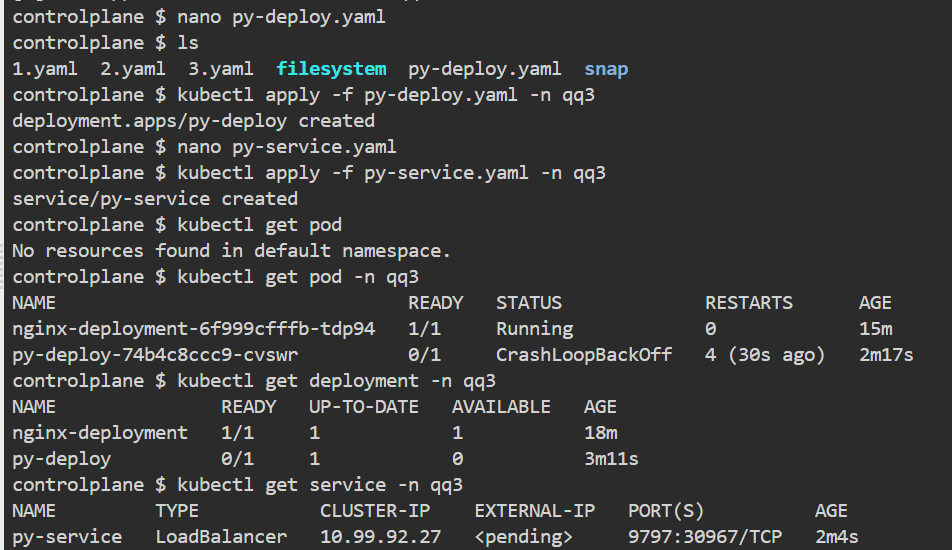 controlplane $ nano py-deploy.yaml
controlplane $ ls
1.yaml  2.yaml  3.yaml  filesystem  py-deploy.yaml  snap
controlplane $ kubectl apply -f py-deploy.yaml -n qq3
deployment.apps/py-deploy created
controlplane $ nano py-service.yaml
controlplane $ kubectl apply -f py-service.yaml -n qq3
service/py-service created
controlplane $ kubectl get pod
No resources found in default namespace.
controlplane $ kubectl get pod -n qq3
NAME                                READY   STATUS             RESTARTS      AGE
nginx-deployment-6f999cfffb-tdp94   1/1     Running            0             15m
py-deploy-74b4c8ccc9-cvswr          0/1     CrashLoopBackOff   4 (30s ago)   2m17s
controlplane $ kubectl get deployment -n qq3
NAME               READY   UP-TO-DATE   AVAILABLE   AGE
nginx-deployment   1/1     1            1           18m
py-deploy          0/1     1            0           3m11s
controlplane $ kubectl get service -n qq3
NAME         TYPE           CLUSTER-IP    EXTERNAL-IP   PORT(S)          AGE
py-service   LoadBalancer   10.99.92.27   <pending>     9797:30967/TCP   2m4s